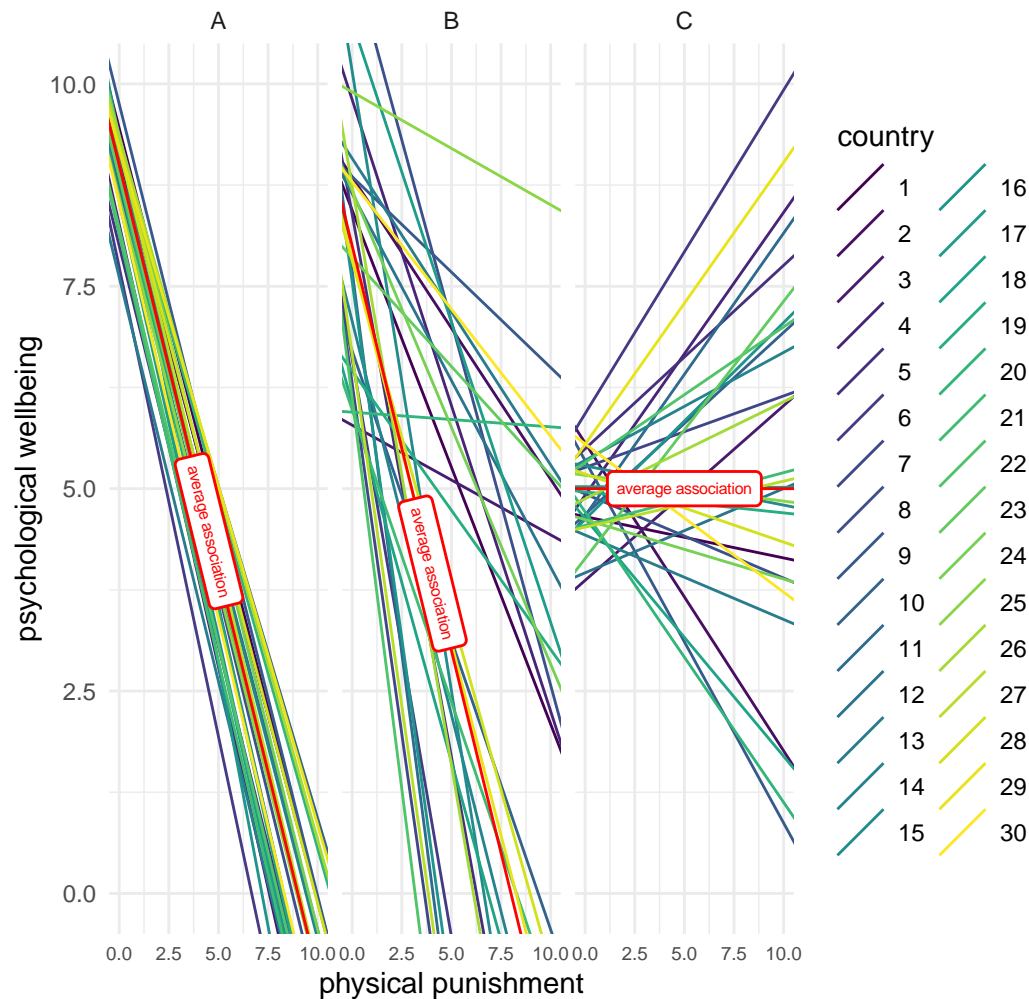 A B C
10.0
7.5
5.0
2.5
0.0
psychological wellbeing
average association
average association
average association
0.0 2.5 5.0 7.5 10.0 0.0 2.5 5.0 7.5 10.0 0.0 2.5 5.0 7.5 10.0
physical punishment
country
1 16
2 17
3 18
4 19
5 20
6 21
7 22
8 23
9 24
10 25
11 26
12 27
13 28
14 29
15 30